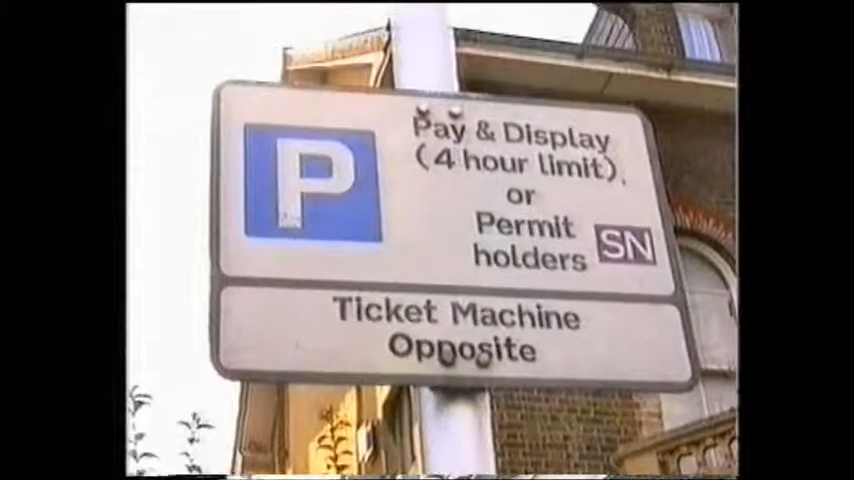 P
Pay & Display
(4 hour limit)
or
Permit
holders SN
Ticket Machine
Opposite